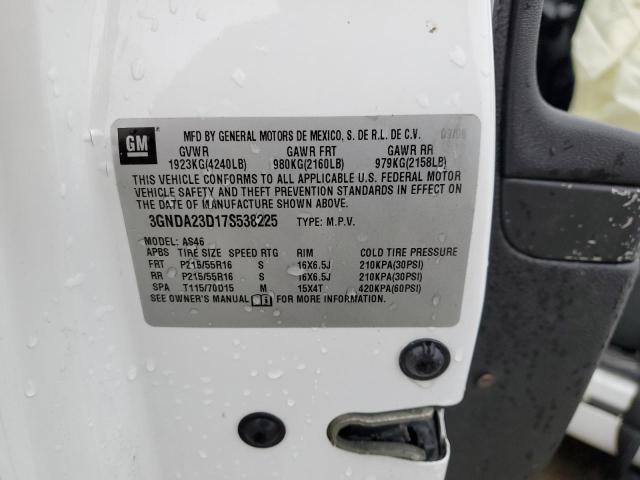 GM
MFD BY GENERAL MOTORS DE MEXICO, S. DE R.L. DE C.V.
GVWR GAWR FRT GAWR RR
1923KG(4240LB) 980KG(2160LB) 979KG(2158LB)
THIS VEHICLE CONFORMS TO ALL APPLICABLE U.S. FEDERAL MOTOR
VEHICLE SAFETY AND THEFT PREVENTION STANDARDS IN EFFECT ON
THE DATE OF MANUFACTURE SHOWN ABOVE.
3GNDA23D17S538225 TYPE: M.P.V.
MODEL: AS46
APBS TIRE SIZE SPEED RTG RIM COLD TIRE PRESSURE
FRT P215/55R16 S 16X6.5J 210KPA(30PSI)
RR P215/55R16 S 16X6.5J 210KPA(30PSI)
SPA T115/70D15 M 15X4T 420KPA(60PSI)
SEE OWNER'S MANUAL FOR MORE INFORMATION.